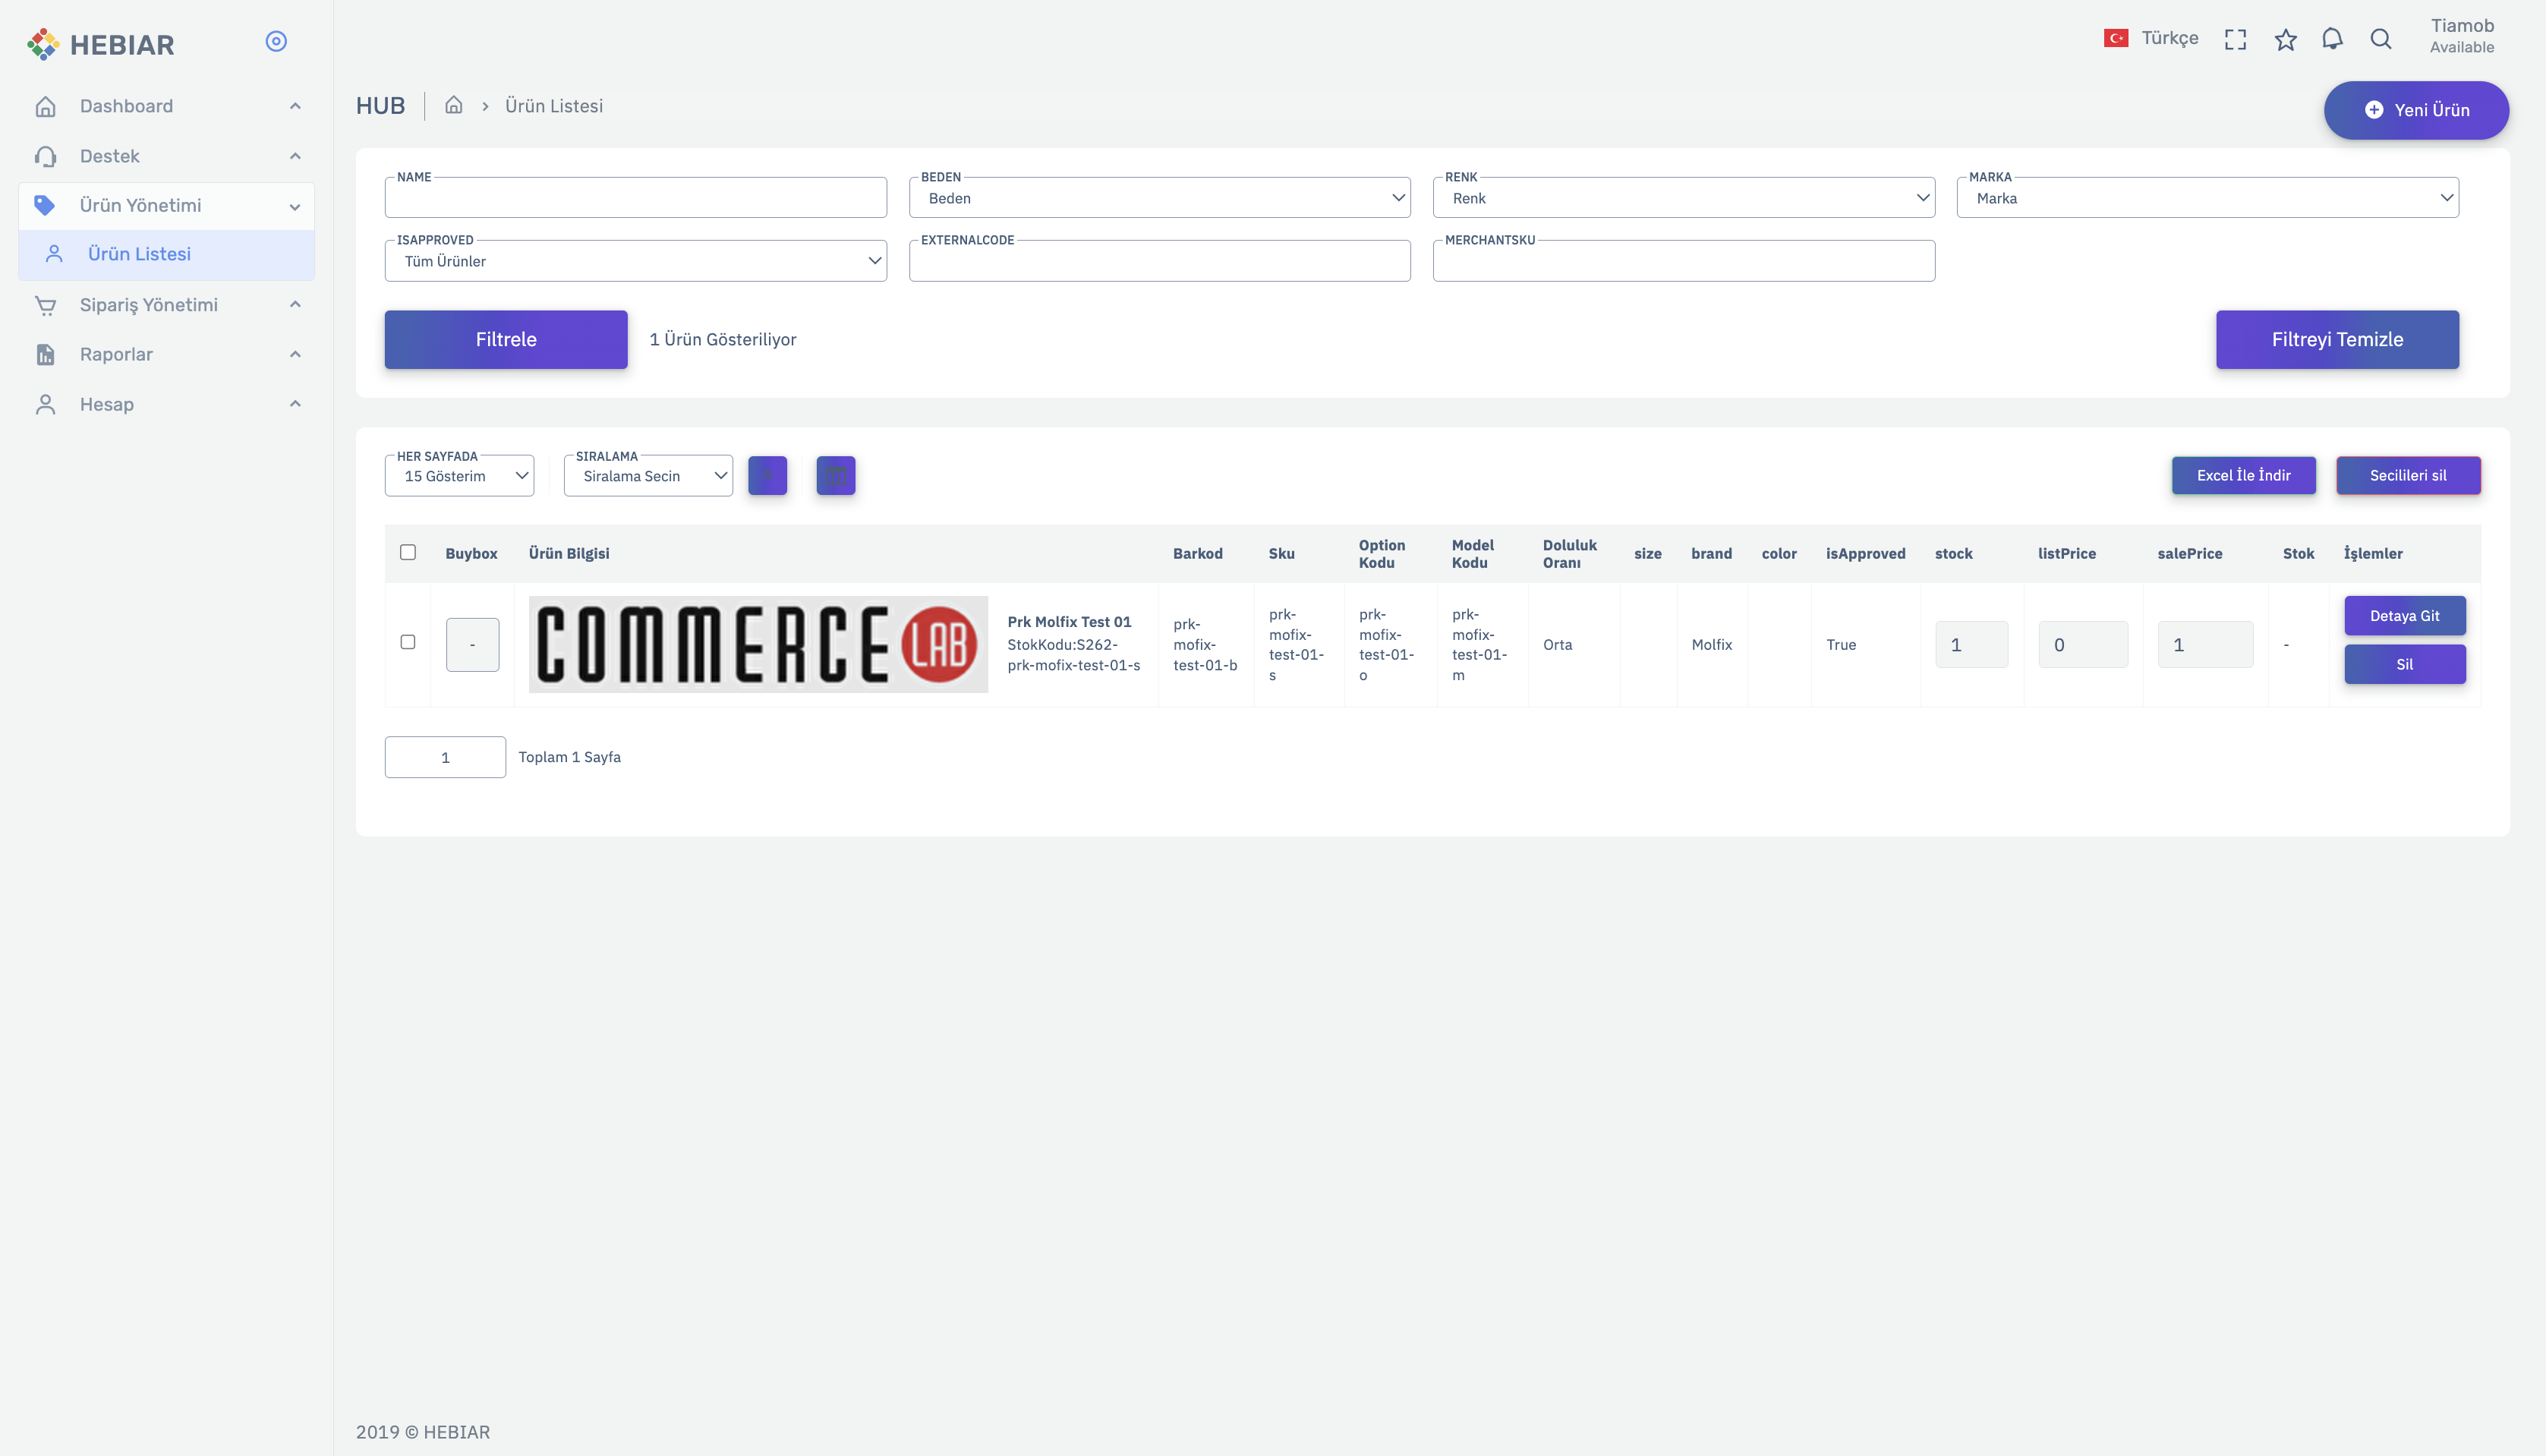 HEBIAR
Dashboard
Destek
Ürün Yönetimi
Ürün Listesi
Sipariş Yönetimi
Raporlar
Hesap
Türkçe
Tiamob
Available
HUB
Ürün Listesi
Yeni Ürün
NAME
BEDEN
Beden
RENK
Renk
MARKA
Marka
ISAPPROVED
Tüm Ürünler
EXTERNALCODE
MERCHANTSKU
Filtrele
1 Ürün Gösteriliyor
Filtreyi Temizle
HER SAYFADA
15 Gösterim
SIRALAMA
Siralama Secin
Excel İle İndir
Secilileri sil
Buybox
Ürün Bilgisi
Barkod
Sku
Option
Kodu
Model
Kodu
Doluluk
Oranı
size
brand
color
isApproved
stock
listPrice
salePrice
Stok
İşlemler
-
COMMERCE LAB
Prk Molfix Test 01
StokKodu:S262-
prk-mofix-test-01-s
prk-
mofix-
test-01-b
prk-
mofix-
test-01-
s
prk-
mofix-
test-01-
o
prk-
mofix-
test-01-
m
Orta
Molfix
True
1
0
1
-
Detaya Git
Sil
1
Toplam 1 Sayfa
2019 © HEBIAR